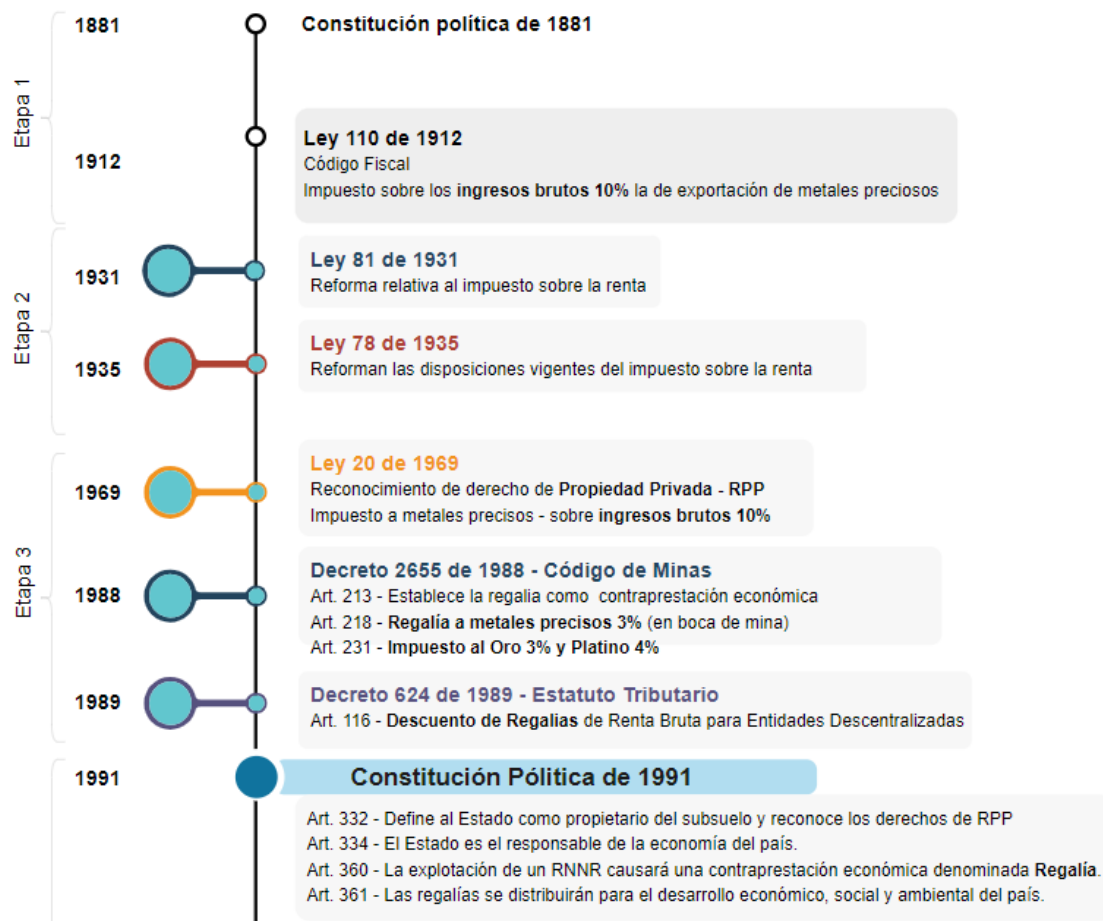 Etapa 1
1881
Constitución política de 1881
1912
Ley 110 de 1912
Código Fiscal
Impuesto sobre los ingresos brutos 10% la de exportación de metales preciosos
Etapa 2
1931
Ley 81 de 1931
Reforma relativa al impuesto sobre la renta
1935
Ley 78 de 1935
Reforman las disposiciones vigentes del impuesto sobre la renta
Etapa 3
1969
Ley 20 de 1969
Reconocimiento de derecho de Propiedad Privada - RPP
Impuesto a metales precisos - sobre ingresos brutos 10%
1988
Decreto 2655 de 1988 - Código de Minas
Art. 213 - Establece la regalia como contraprestación económica
Art. 218 - Regalía a metales precisos 3% (en boca de mina)
Art. 231 - Impuesto al Oro 3% y Platino 4%
1989
Decreto 624 de 1989 - Estatuto Tributario
Art. 116 - Descuento de Regalias de Renta Bruta para Entidades Descentralizadas
1991
Constitución Pólitica de 1991
Art. 332 - Define al Estado como propietario del subsuelo y reconoce los derechos de RPP
Art. 334 - El Estado es el responsable de la economía del país.
Art. 360 - La explotación de un RNNR causará una contraprestación económica denominada Regalía.
Art. 361 - Las regalías se distribuirán para el desarrollo económico, social y ambiental del país.